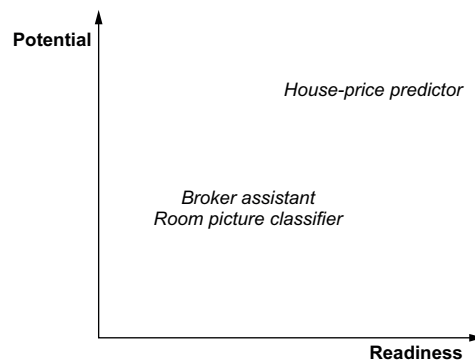 Potential
House-price predictor
Broker assistant
Room picture classifier
Readiness